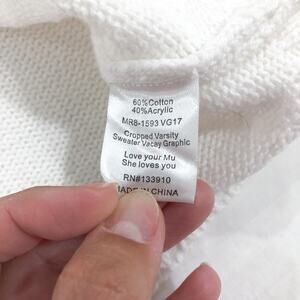 60%Cotton
40%Acrylic
MR8-1593 VG17
Cropped Varsity
Sweater Vacay Graphic
Love your Mu
She loves you
RN#133910
MADE IN CHINA